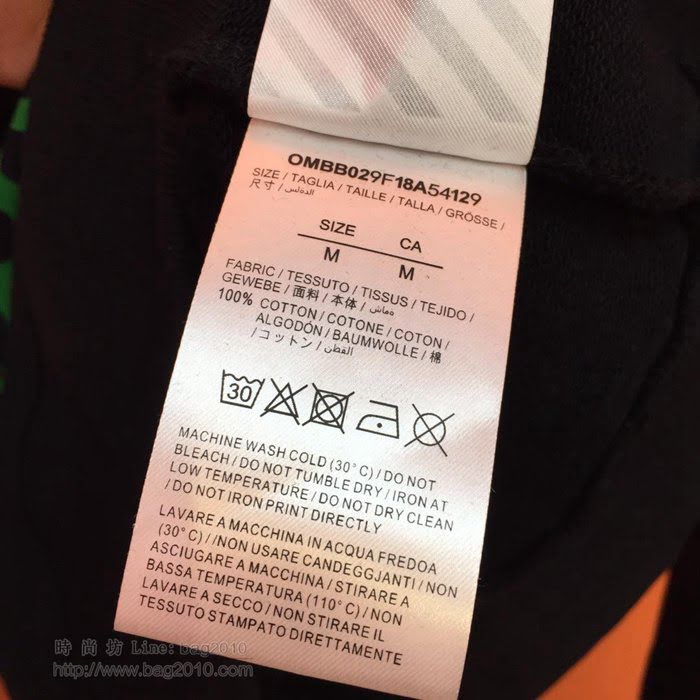 OMBB029F18A54129
SIZE / TAGLIA / TAILLE / TALLA / GRÖSSE /
尺寸 /
SIZE CA
M M
FABRIC / TESSUTO / TISSUS / TEJIDO /
GEWEBE / 面料 / 本体 / قماش
100% COTTON / COTONE / COTON /
ALGODÓN / BAUMWOLLE / 棉
/ コットン / القطن
30
MACHINE WASH COLD (30°C) / DO NOT
BLEACH / DO NOT TUMBLE DRY / IRON AT
LOW TEMPERATURE / DO NOT DRY CLEAN
/ DO NOT IRON PRINT DIRECTLY
LAVARE A MACCHINA IN ACQUA FREDOA
(30°C) / NON USARE CANDEGGJANTI / NON
ASCIUGARE A MACCHINA / STIRARE A
BASSA TEMPERATURA (110°C) / NON
LAVARE A SECCO / NON STIRARE IL
TESSUTO STAMPATO DIRETTAMENTE
時尚坊 Line: bag2010
http://www.bag2010.com